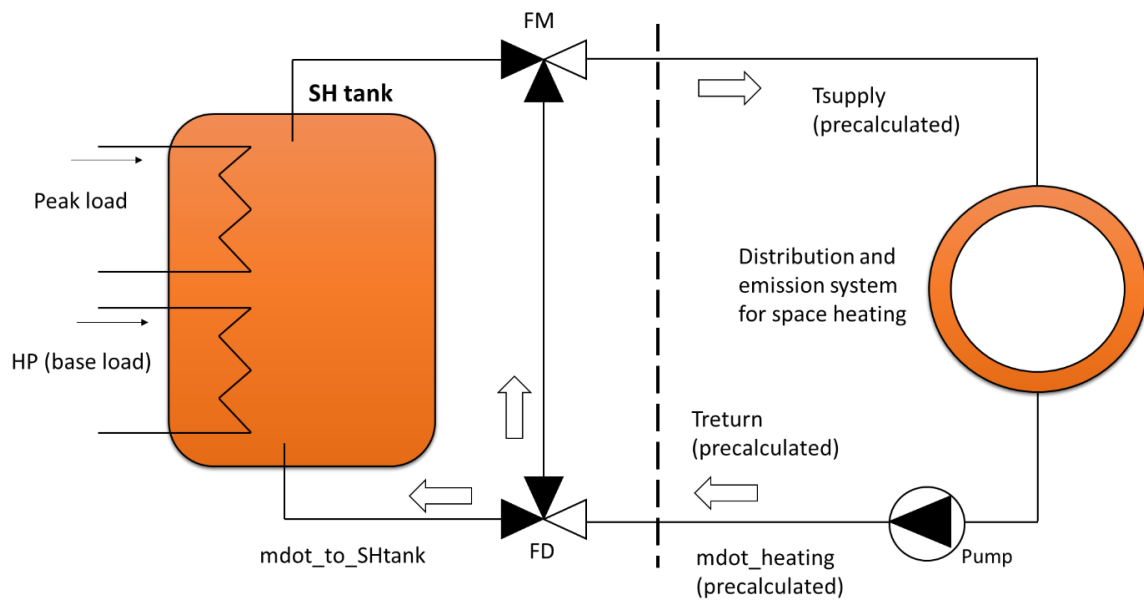 FM
SH tank
Tsupply
(precalculated)
Peak load
Distribution and
emission system
for space heating
HP (base load)
Treturn
(precalculated)
mdot_to_SHtank
FD
mdot_heating
(precalculated)
Pump